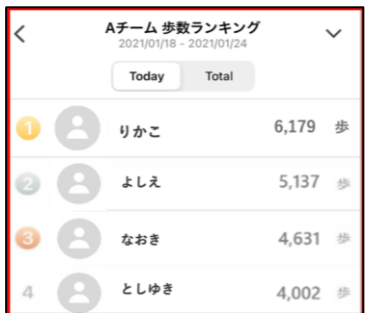 Aチーム 歩数ランキング
2021/01/18 - 2021/01/24
Today Total
1 りかこ 6,179 歩
2 よしえ 5,137 歩
3 なおき 4,631 歩
4 としゆき 4,002 歩